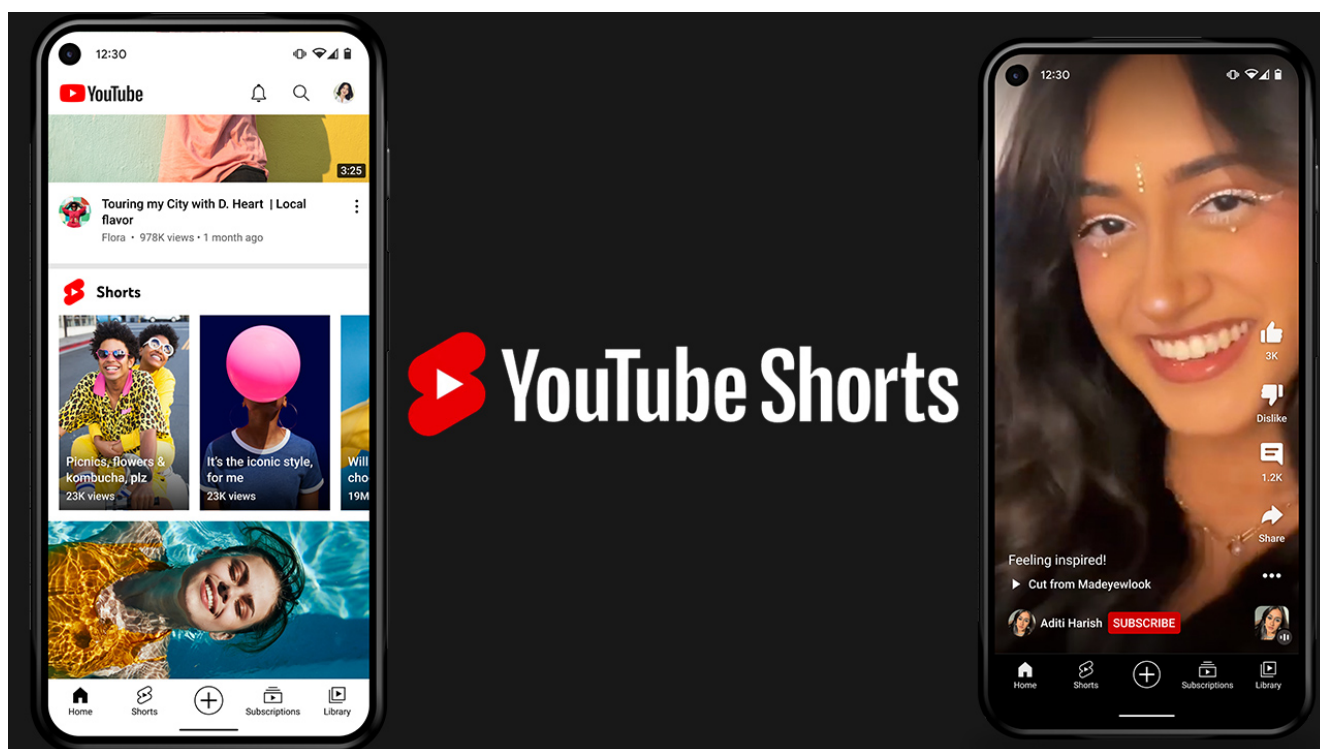 12:30
YouTube
3:25
Touring my City with D. Heart | Local
flavor
Flora • 978K views • 1 month ago
Shorts
Picnics, flowers &
kombucha, plz
23K views
It's the iconic style,
for me
23K views
Will
cho
19M
Home
Shorts
Subscriptions
Library
YouTube Shorts
12:30
3K
Dislike
1.2K
Share
Feeling inspired!
Cut from Madeyewlook
Aditi Harish SUBSCRIBE
Home
Shorts
Subscriptions
Library